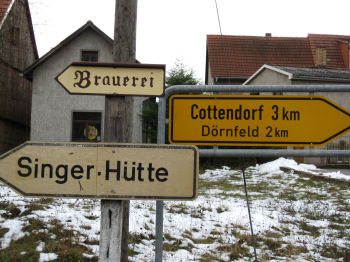 Brauerei
Cottendorf 3 km
Dörnfeld 2 km
Singer-Hütte